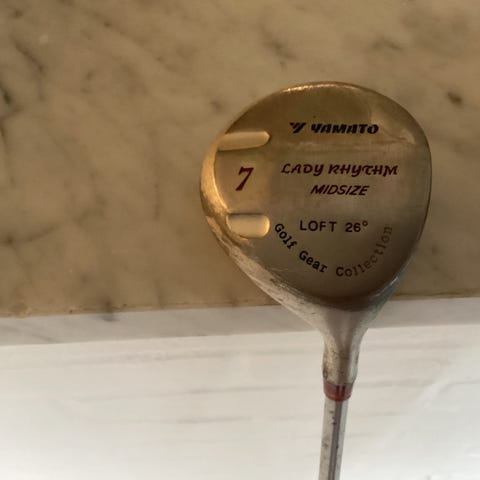 YAMATO
7
LADY RHYTHM
MIDSIZE
LOFT 26°
Golf Gear Collection